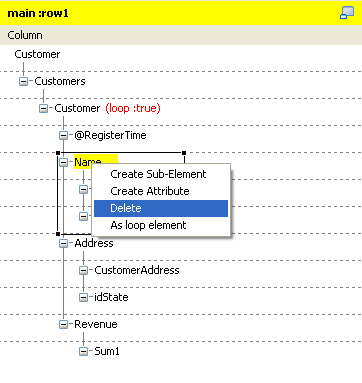 main :row1
Column
Customer
Customers
Customer (loop :true)
@RegisterTime
Name
Create Sub-Element
Create Attribute
Delete
As loop element
Address
CustomerAddress
idState
Revenue
Sum1